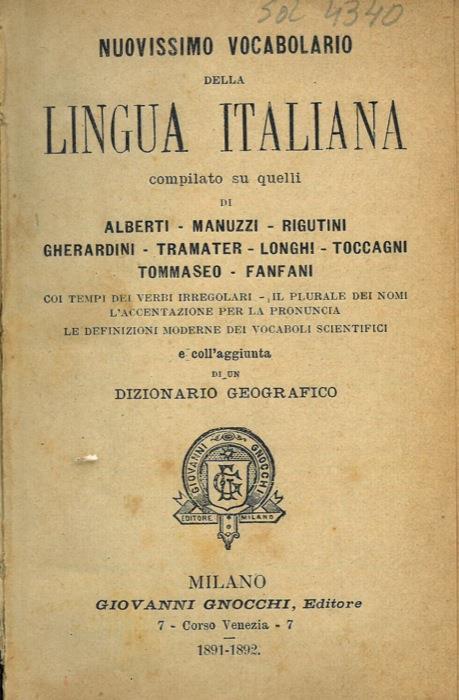 Sol 4340
NUOVISSIMO VOCABOLARIO
DELLA
LINGUA ITALIANA
compilato su quelli
DI
ALBERTI - MANUZZI - RIGUTINI
GHERARDINI - TRAMATER - LONGHI - TOCCAGNI
TOMMASEO - FANFANI
COI TEMPI DEI VERBI IRREGOLARI - IL PLURALE DEI NOMI
L'ACCENTAZIONE PER LA PRONUNCIA
LE DEFINIZIONI MODERNE DEI VOCABOLI SCIENTIFICI
e coll'aggiunta
DI UN
DIZIONARIO GEOGRAFICO
GIOVANNI GNOCCHI
GE
EDITORE MILANO
MILANO
GIOVANNI GNOCCHI, Editore
7 - Corso Venezia - 7
1891-1892.